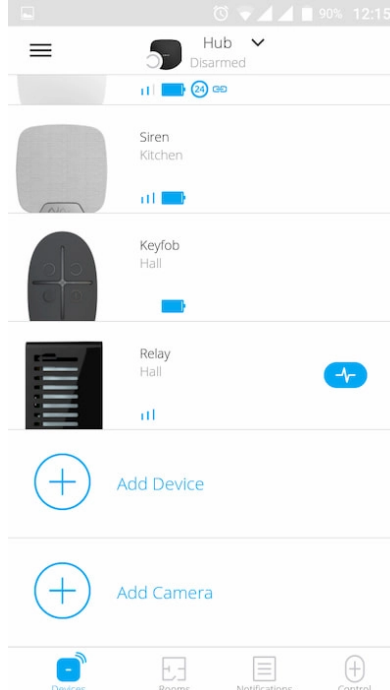 90% 12:15
Hub
Disarmed
24
Siren
Kitchen
Keyfob
Hall
Relay
Hall
Add Device
Add Camera
Devices Rooms Notifications Control